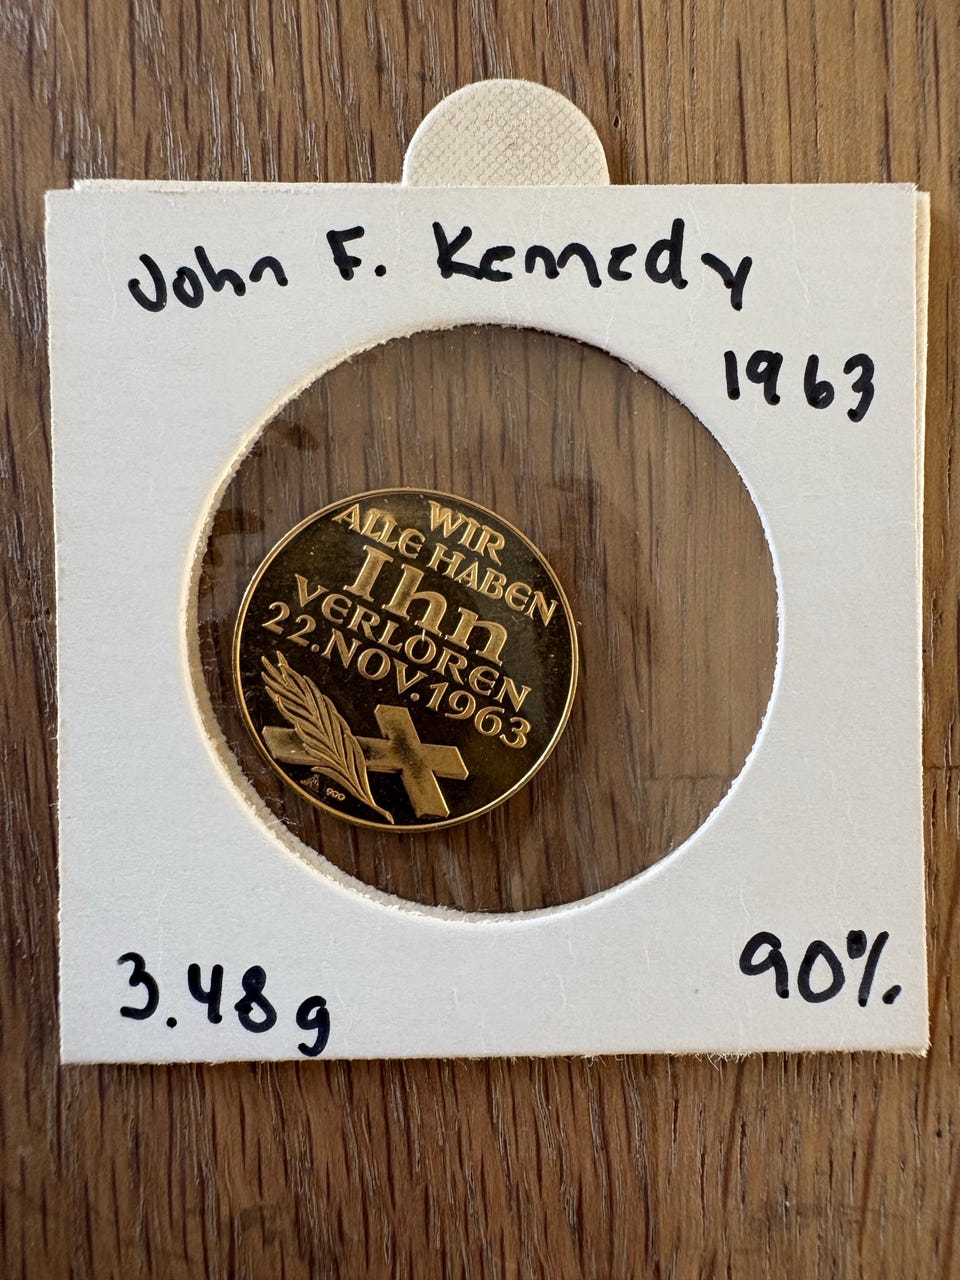 John F. Kennedy
1963
WIR
ALLE HABEN
Ihn
VERLOREN
22.NOV.1963
900
3.48g
90%.